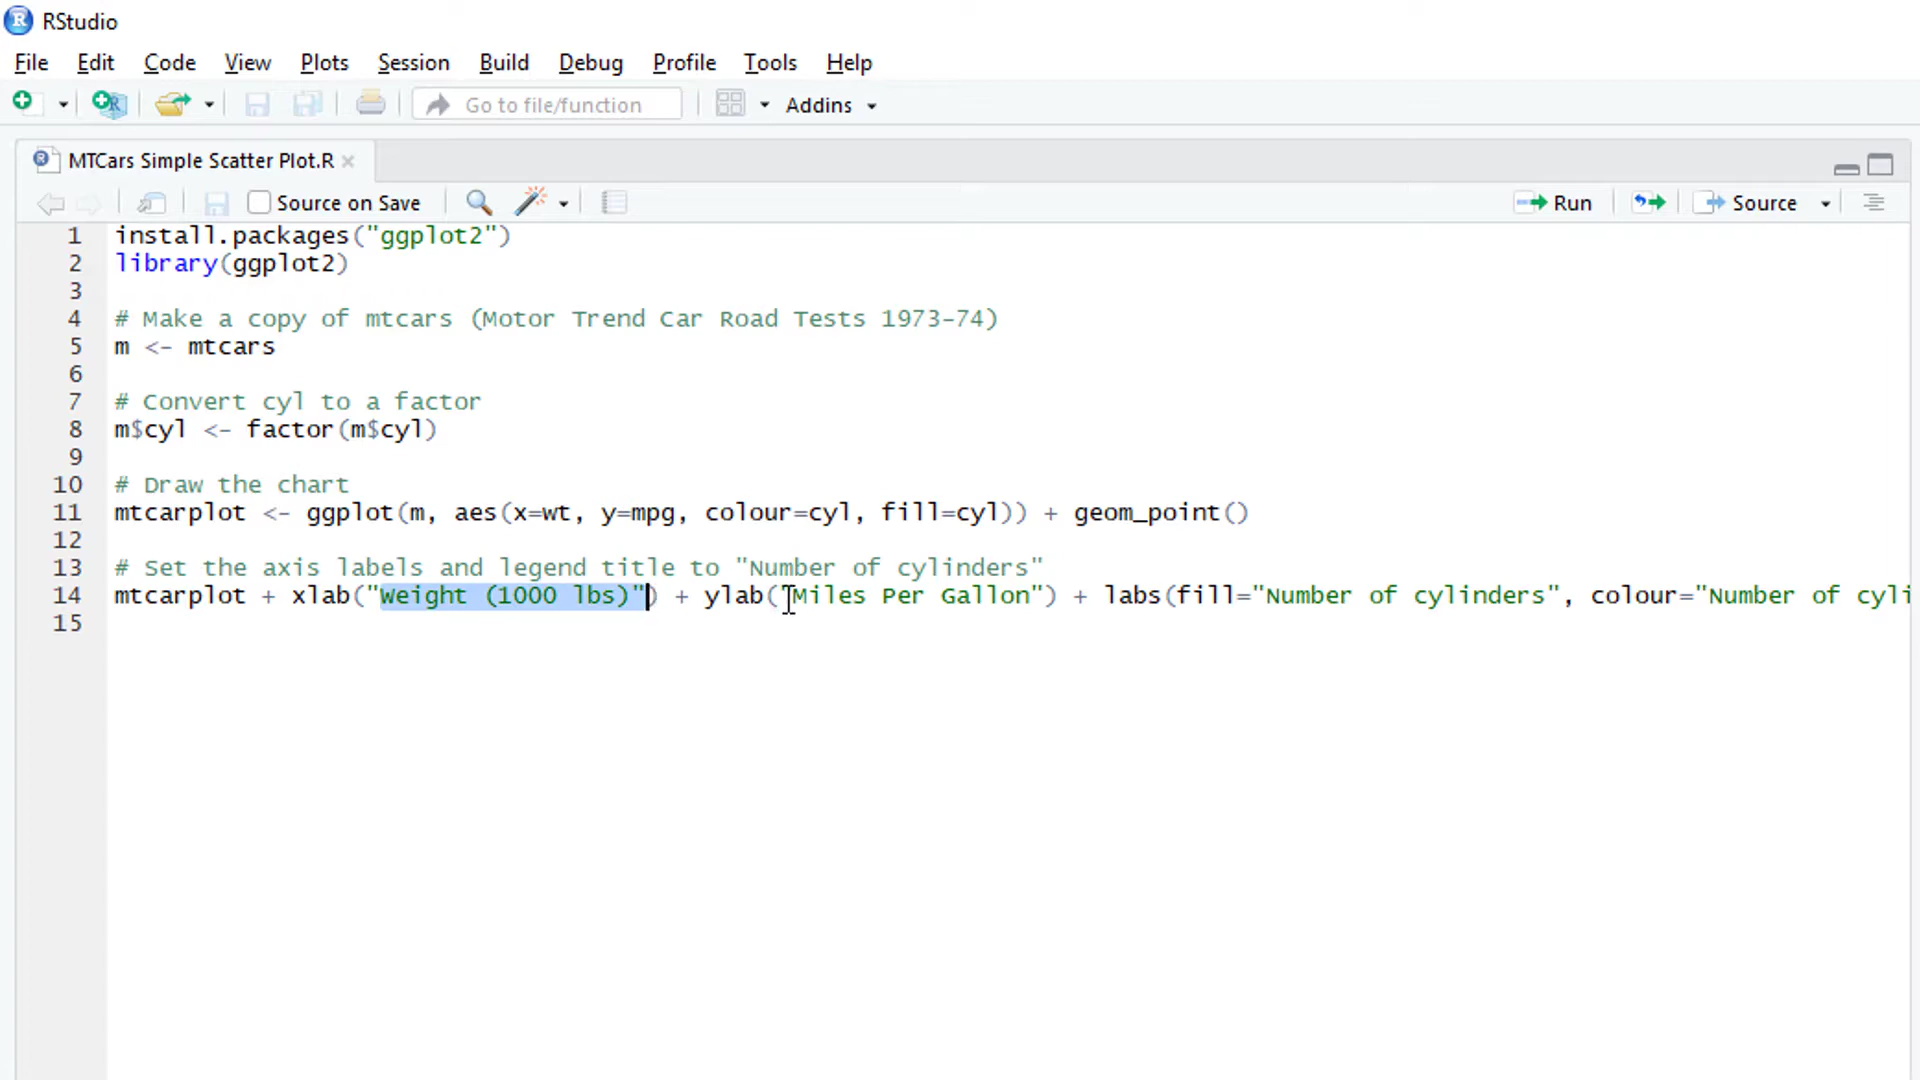 RStudio
File Edit Code View Plots Session Build Debug Profile Tools Help
Go to file/function Addins
MTCars Simple Scatter Plot.R
Source on Save Run Source
1 install.packages("ggplot2")
2 library(ggplot2)
3
4 # Make a copy of mtcars (Motor Trend Car Road Tests 1973-74)
5 m <- mtcars
6
7 # Convert cyl to a factor
8 m$cyl <- factor(m$cyl)
9
10 # Draw the chart
11 mtcarplot <- ggplot(m, aes(x=wt, y=mpg, colour=cyl, fill=cyl)) + geom_point()
12
13 # Set the axis labels and legend title to "Number of cylinders"
14 mtcarplot + xlab("Weight (1000 lbs)") + ylab("Miles Per Gallon") + labs(fill="Number of cylinders", colour="Number of cyli
15